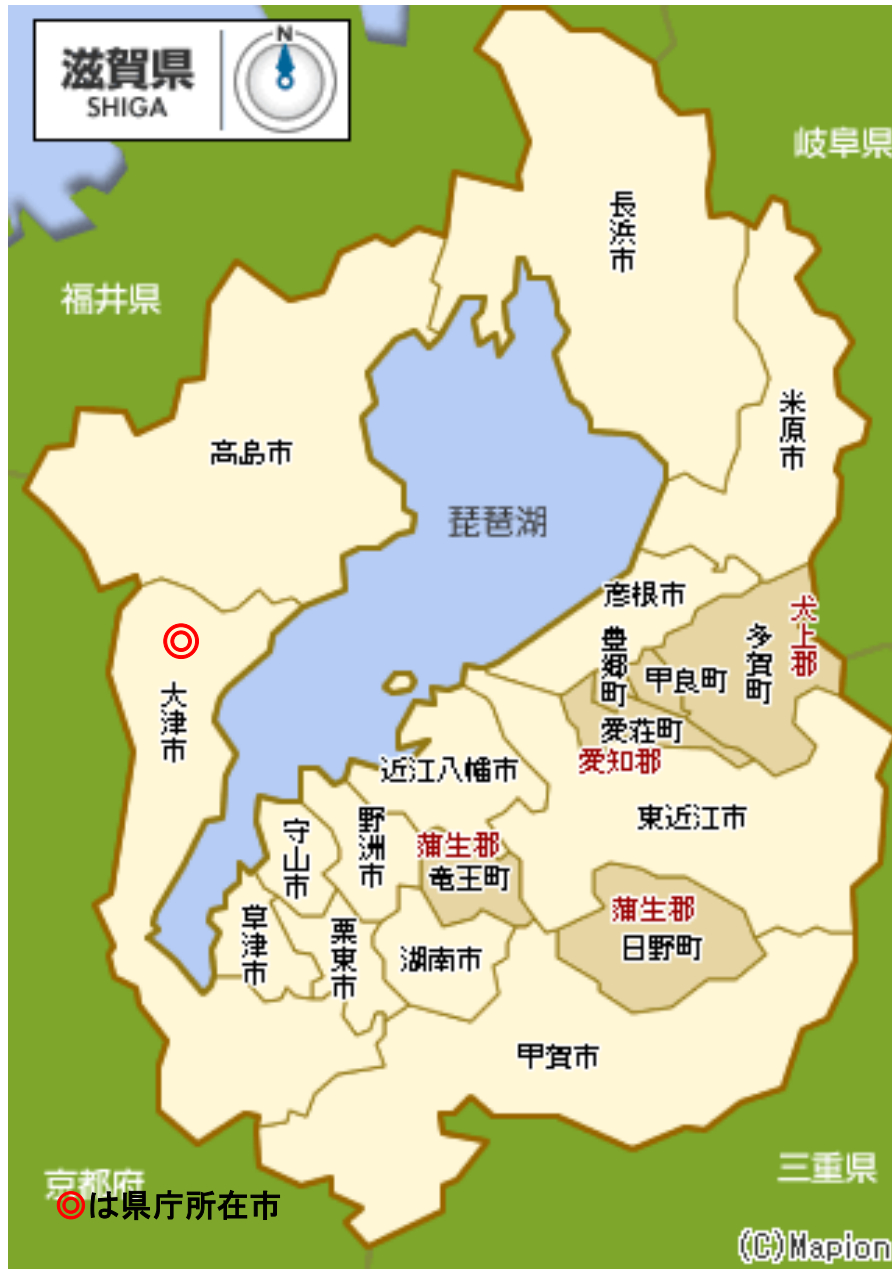 滋賀県
SHIGA
N
岐阜県
長浜市
福井県
米原市
高島市
琵琶湖
彦根市
犬上郡
多賀町
豊郷町
甲良町
大津市
愛荘町
愛知郡
近江八幡市
東近江市
守山市
野洲市
蒲生郡
竜王町
蒲生郡
日野町
草津市
栗東市
湖南市
甲賀市
三重県
京都府
◎は県庁所在市
(C)Mapion